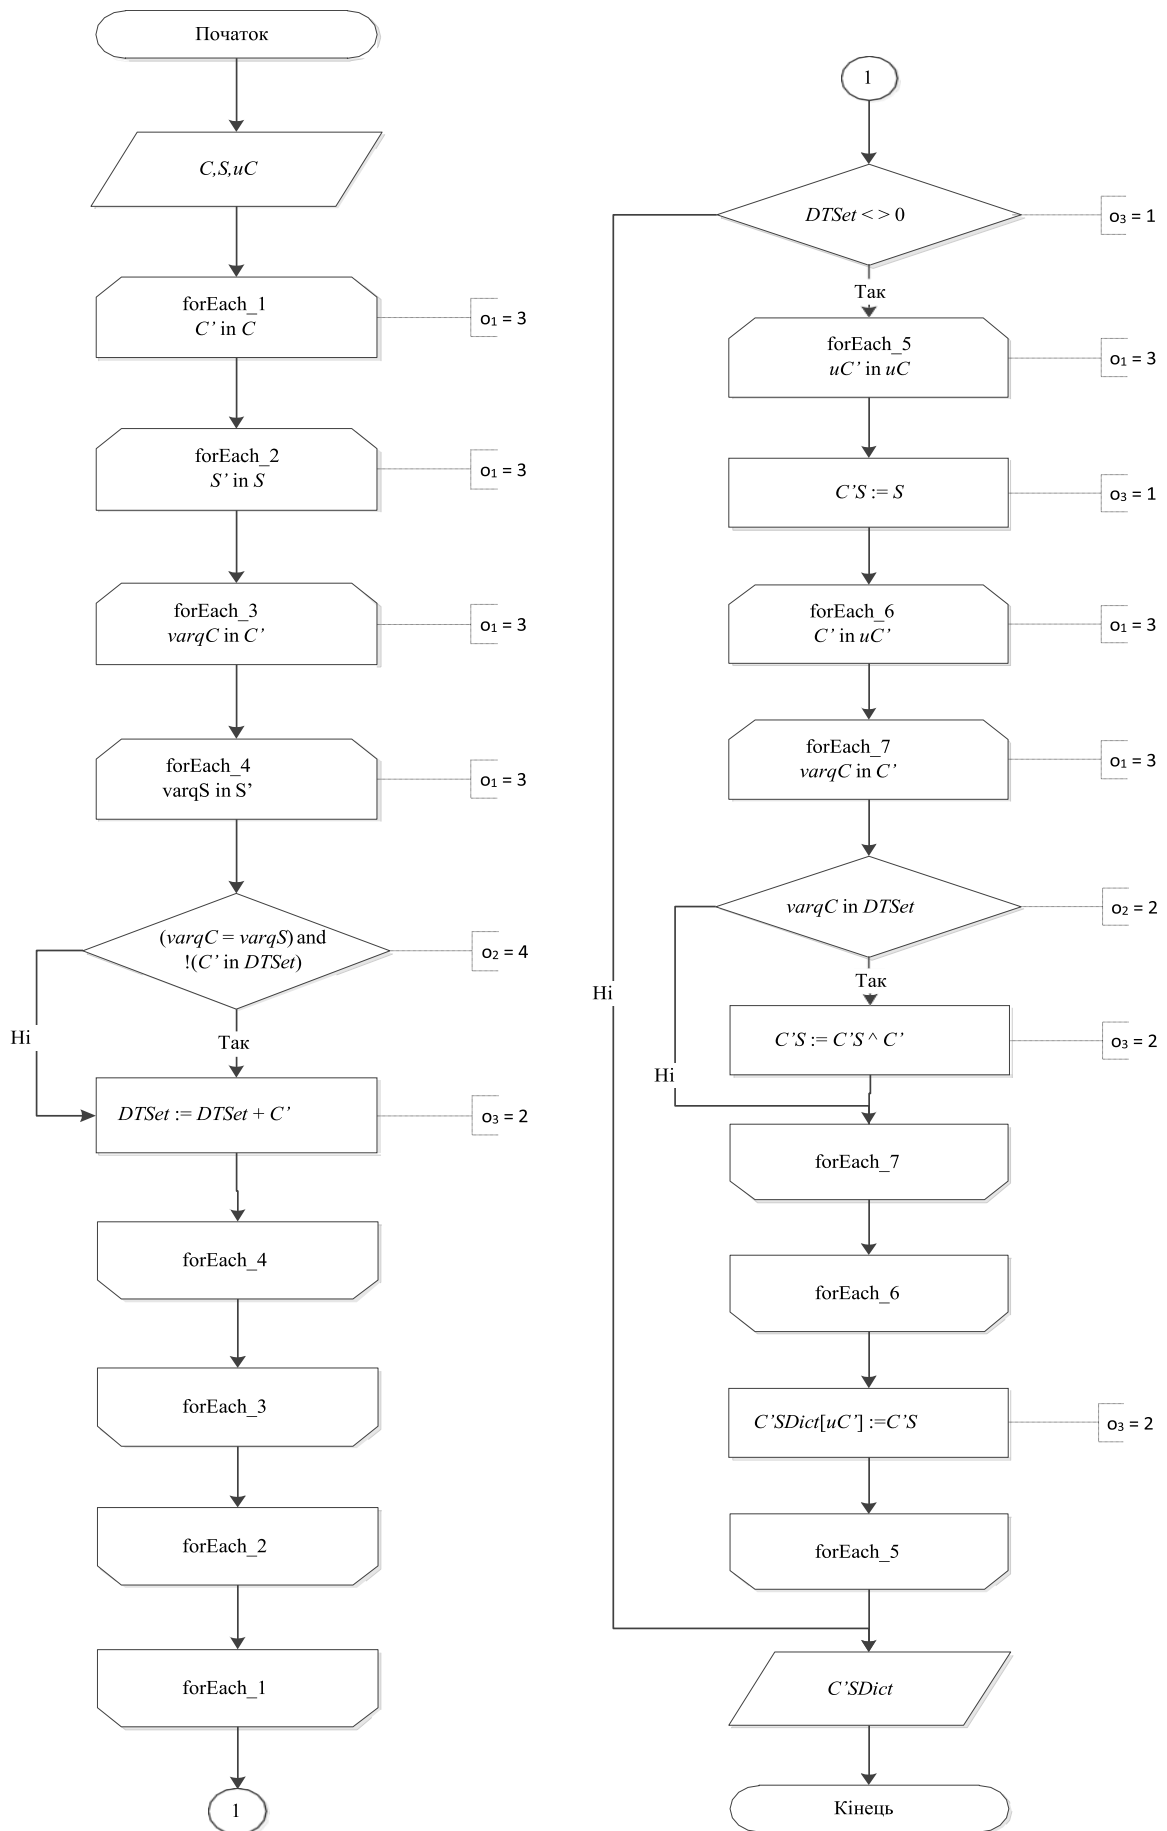 Початок
C,S,uC
forEach_1
C’ in C
o₁ = 3
forEach_2
S’ in S
o₁ = 3
forEach_3
varqC in C’
o₁ = 3
forEach_4
varqS in S’
o₁ = 3
(varqC = varqS) and
!(C’ in DTSet)
o₂ = 4
Ні
Так
DTSet := DTSet + C’
o₃ = 2
forEach_4
forEach_3
forEach_2
forEach_1
1
1
DTSet < > 0
o₃ = 1
Так
forEach_5
uC’ in uC
o₁ = 3
C’S := S
o₃ = 1
forEach_6
C’ in uC’
o₁ = 3
forEach_7
varqC in C’
o₁ = 3
varqC in DTSet
o₂ = 2
Так
Ні
C’S := C’S ^ C’
o₃ = 2
Ні
forEach_7
forEach_6
C’SDict[uC’] :=C’S
o₃ = 2
forEach_5
C’SDict
Кінець